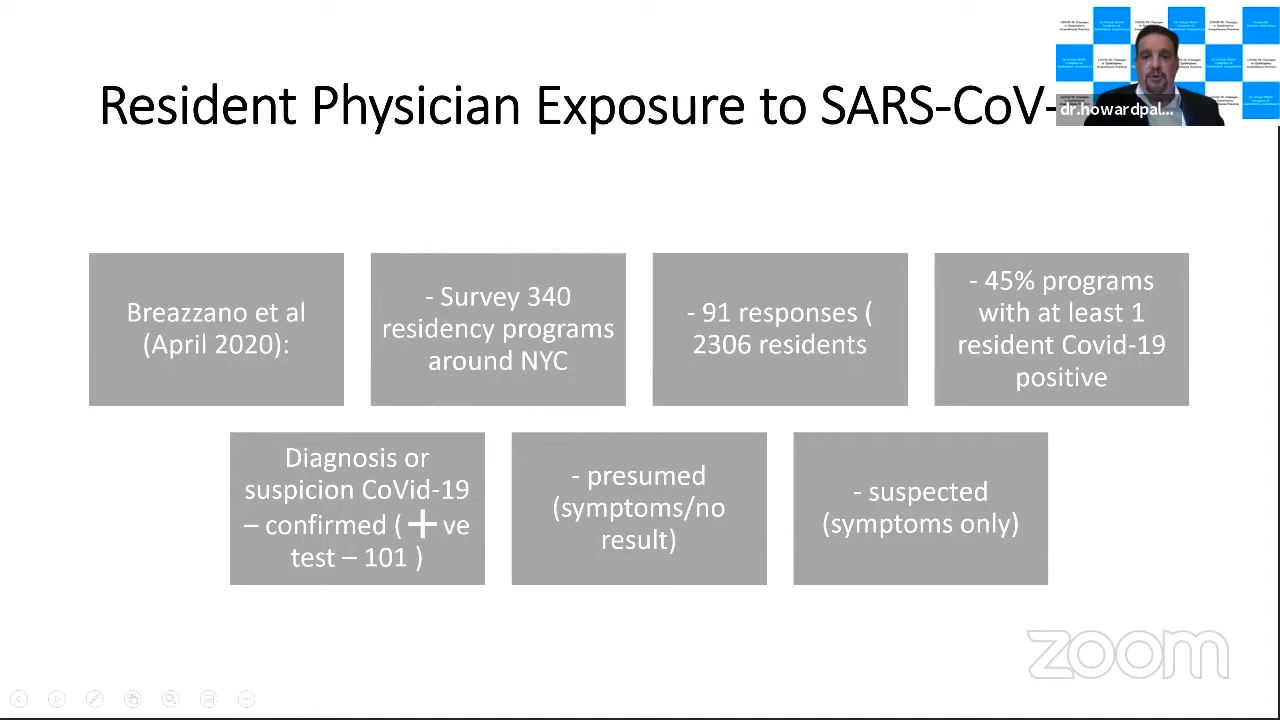 Resident Physician Exposure to SARS-CoV-
dr.howardpal...
Breazzano et al
(April 2020):
- Survey 340
residency programs
around NYC
- 91 responses (
2306 residents
- 45% programs
with at least 1
resident Covid-19
positive
Diagnosis or
suspicion CoVid-19
– confirmed ( +ve
test – 101 )
- presumed
(symptoms/no
result)
- suspected
(symptoms only)
zoom